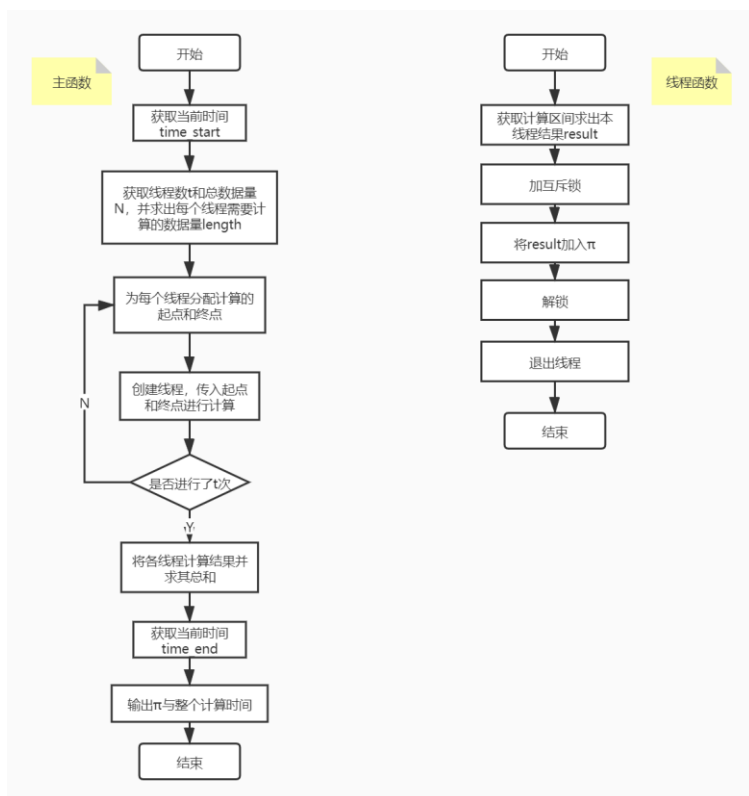 主函数
开始
获取当前时间
time_start
获取线程数t和总数据量
N，并求出每个线程需要计
算的数据量length
为每个线程分配计算的
起点和终点
创建线程，传入起点
和终点进行计算
N
是否进行了t次
Y
将各线程计算结果并
求其总和
获取当前时间
time_end
输出π与整个计算时间
结束
线程函数
开始
获取计算区间求出本
线程结果result
加互斥锁
将result加入π
解锁
退出线程
结束